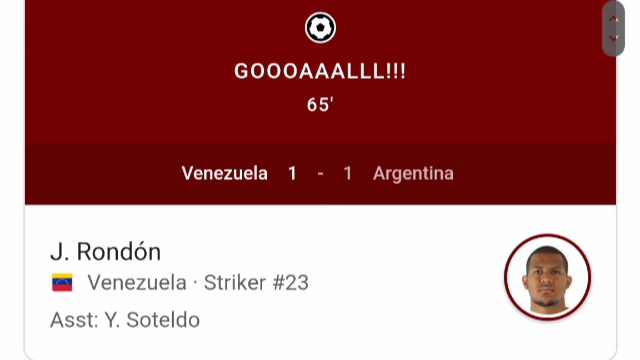 GOOOAAALLL!!!
65'
Venezuela 1 - 1 Argentina
J. Rondón
Venezuela · Striker #23
Asst: Y. Soteldo